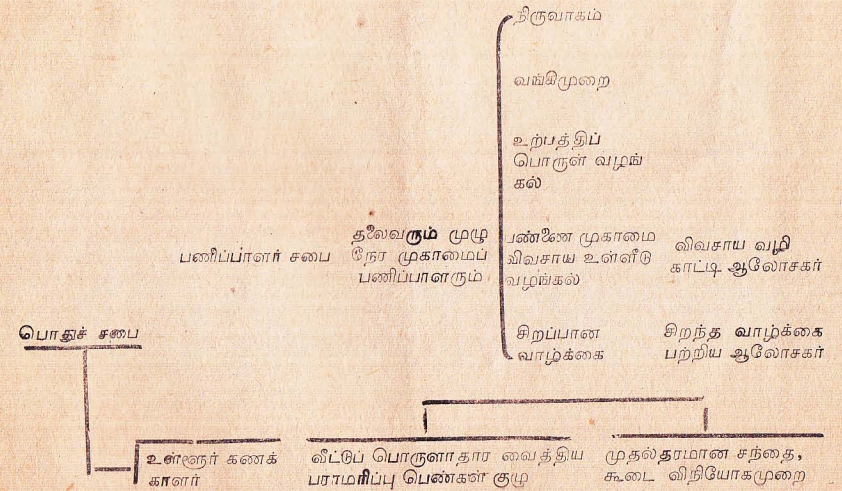 நிருவாகம்
வங்கிமுறை
உற்பத்திப்
பொருள் வழங்
கல்
பணிப்பாளர் சபை
தலைவரும் முழு
நேர முகாமைப்
பணிப்பாளரும்
பண்ணை முகாமை
விவசாய உள்ளீடு
வழங்கல்
விவசாய வழி
காட்டி ஆலோசகர்
பொதுச் சபை
சிறப்பான
வாழ்க்கை
சிறந்த வாழ்க்கை
பற்றிய ஆலோசகர்
உள்ளூர் கணக்
காளர்
வீட்டுப் பொருளாதார வைத்திய
பராமரிப்பு பெண்கள் குழு
முதல்தரமான சந்தை,
கூடை விநியோகமுறை